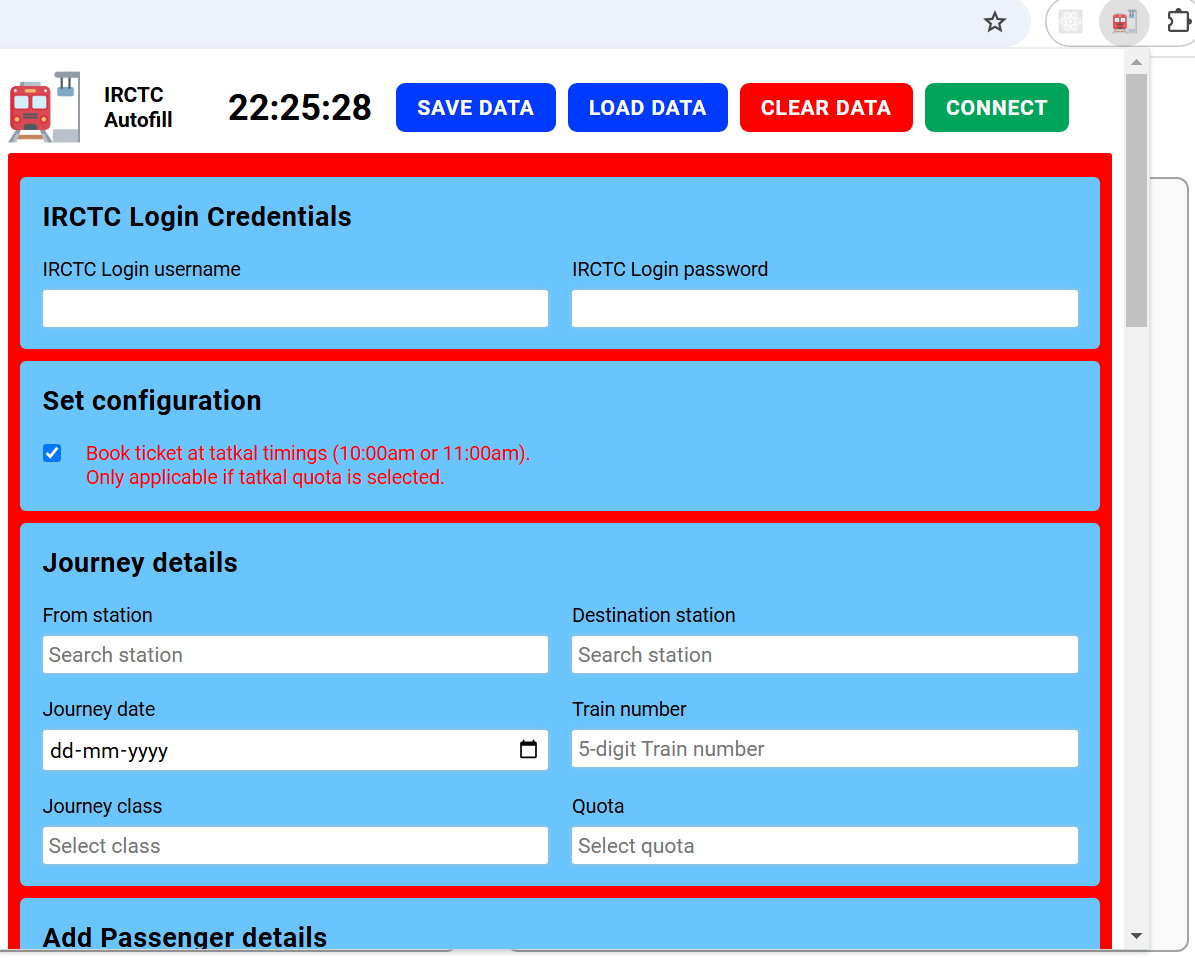 IRCTC
Autofill
22:25:28
SAVE DATA
LOAD DATA
CLEAR DATA
CONNECT
IRCTC Login Credentials
IRCTC Login username
IRCTC Login password
Set configuration
Book ticket at tatkal timings (10:00am or 11:00am).
Only applicable if tatkal quota is selected.
Journey details
From station
Destination station
Search station
Search station
Journey date
Train number
dd-mm-yyyy
5-digit Train number
Journey class
Quota
Select class
Select quota
Add Passenger details